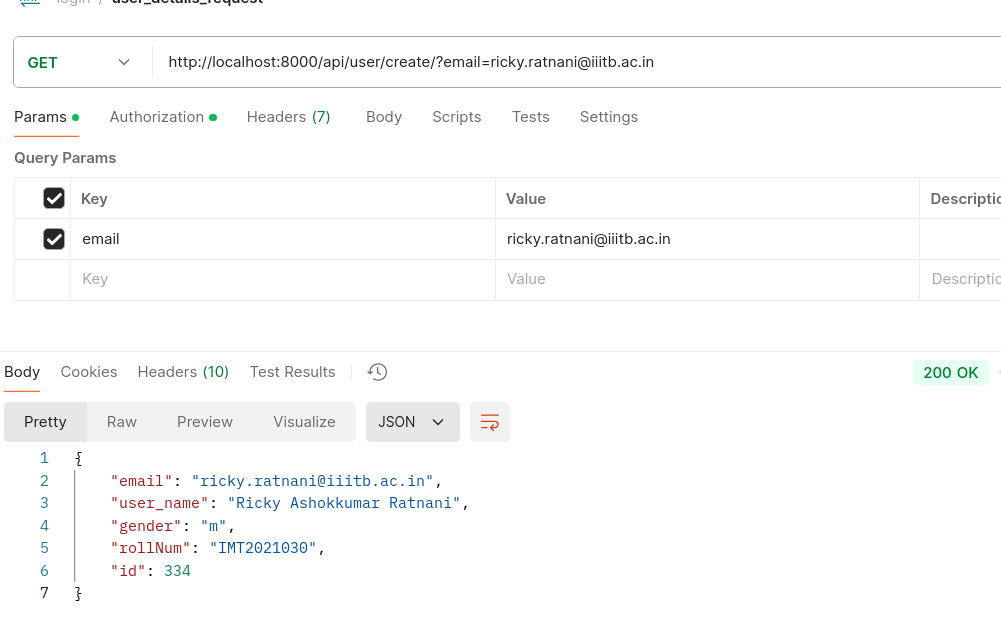 login / user_details_request
GET http://localhost:8000/api/user/create/?email=ricky.ratnani@iiitb.ac.in
Params Authorization Headers (7) Body Scripts Tests Settings
Query Params
Key Value Descriptio
email ricky.ratnani@iiitb.ac.in
Key Value Descriptio
Body Cookies Headers (10) Test Results 200 OK
Pretty Raw Preview Visualize JSON
1 {
2 "email": "ricky.ratnani@iiitb.ac.in",
3 "user_name": "Ricky Ashokkumar Ratnani",
4 "gender": "m",
5 "rollNum": "IMT2021030",
6 "id": 334
7 }